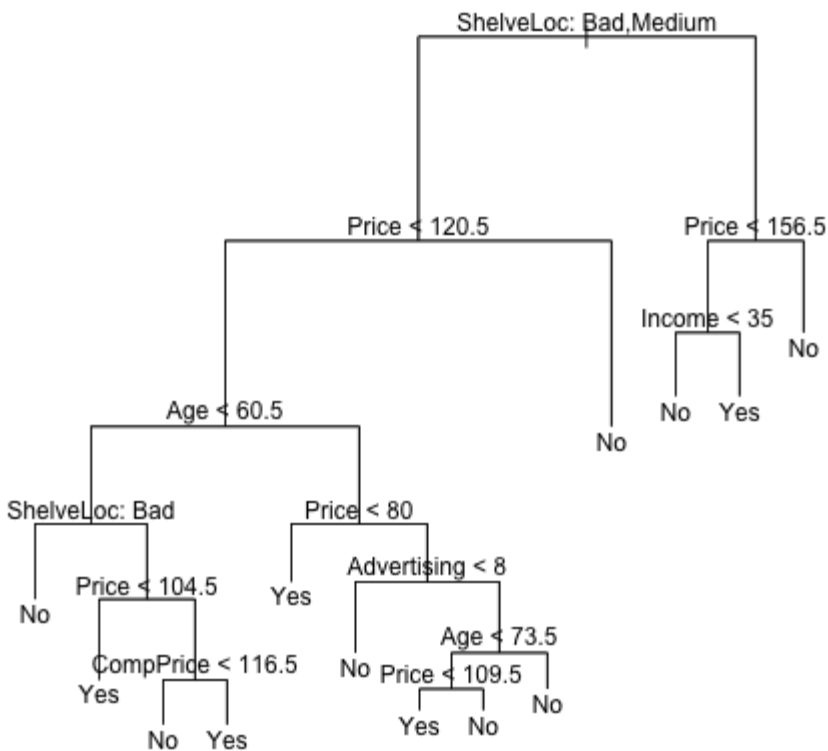 ShelveLoc: Bad,Medium
Price < 120.5
Price < 156.5
Income < 35
No
No
Yes
Age < 60.5
No
ShelveLoc: Bad
Price < 80
Advertising < 8
Price < 104.5
Yes
No
Age < 73.5
CompPrice < 116.5
No
Price < 109.5
Yes
No
Yes
No
No
Yes